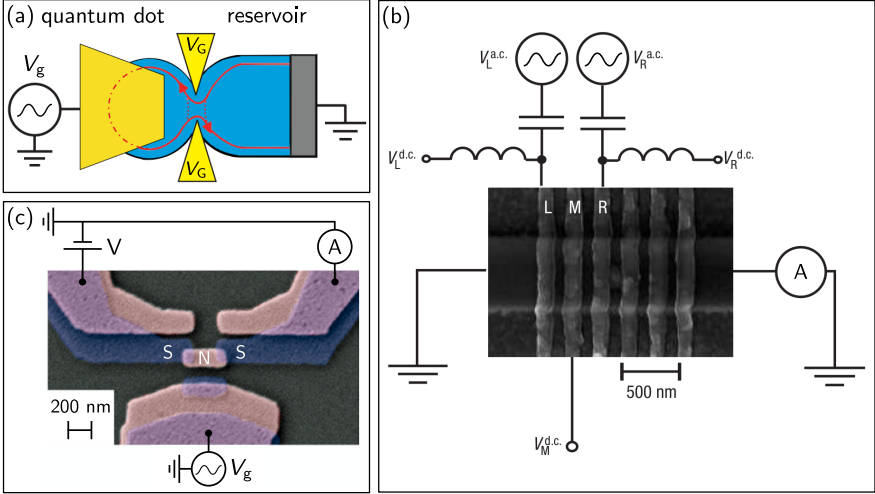 (a) quantum dot reservoir
V_G
V_g
V_G
(b)
V_L^a.c. V_R^a.c.
V_L^d.c. V_R^d.c.
L M R
A
500 nm
V_M^d.c.
(c)
V A
S N S
200 nm
V_g